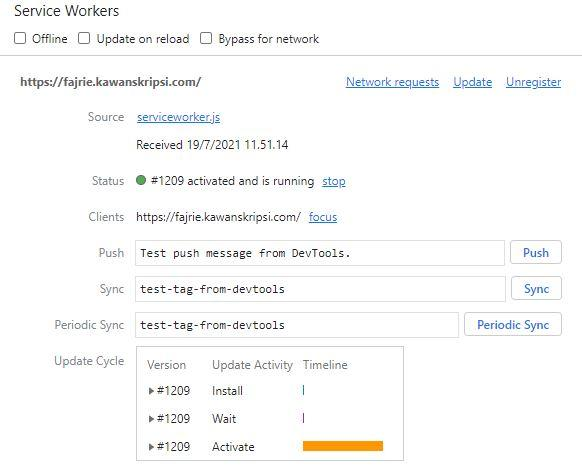 Service Workers
Offline Update on reload Bypass for network
https://fajrie.kawanskripsi.com/ Network requests Update Unregister
Source serviceworker.js
Received 19/7/2021 11.51.14
Status #1209 activated and is running stop
Clients https://fajrie.kawanskripsi.com/ focus
Push Test push message from DevTools. Push
Sync test-tag-from-devtools Sync
Periodic Sync test-tag-from-devtools Periodic Sync
Update Cycle Version Update Activity Timeline
#1209 Install
#1209 Wait
#1209 Activate